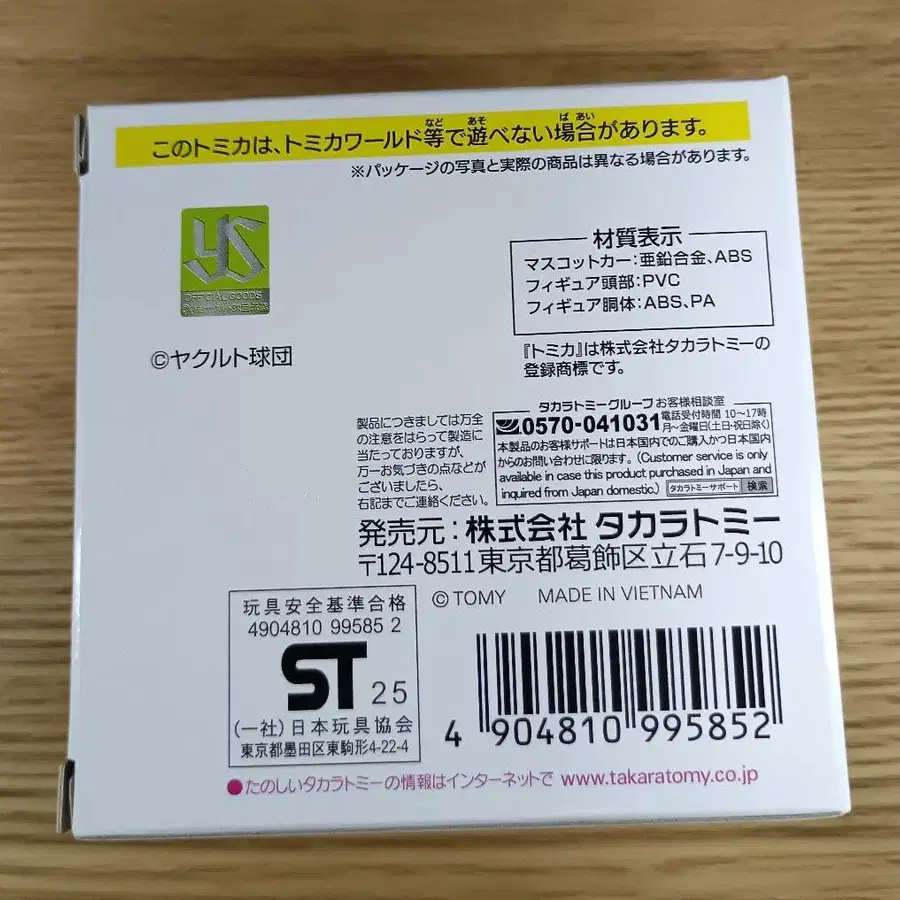 このトミカは、トミカワールド等で遊べない場合があります。
など あそ ば あい
※パッケージの写真と実際の商品は異なる場合があります。
YS
OFFICIAL GOODS
©ヤクルト球団
材質表示
マスコットカー:亜鉛合金、ABS
フィギュア頭部:PVC
フィギュア胴体:ABS、PA
『トミカ』は株式会社タカラトミーの
登録商標です。
製品につきましては万全
の注意をはらって製造に
当たっておりますが、
万一お気づきの点などが
ございましたら、
右記までご連絡ください。
タカラトミーグループ お客様相談室
0570-041031 電話受付時間 10〜17時
月〜金曜日(土日・祝日除く)
本製品のお客様サポートは日本国内でのご購入かつ日本国内
からのお問い合わせに限ります。(Customer service is only
available in case this product purchased in Japan and
inquired from Japan domestic.) タカラトミーサポート 検索
発売元:株式会社 タカラトミー
〒124-8511 東京都葛飾区立石7-9-10
© TOMY MADE IN VIETNAM
玩具安全基準合格
4904810 99585 2
ST 25
(一社)日本玩具協会
東京都墨田区東駒形4-22-4
4 904810 995852
●たのしいタカラトミーの情報はインターネットで www.takaratomy.co.jp